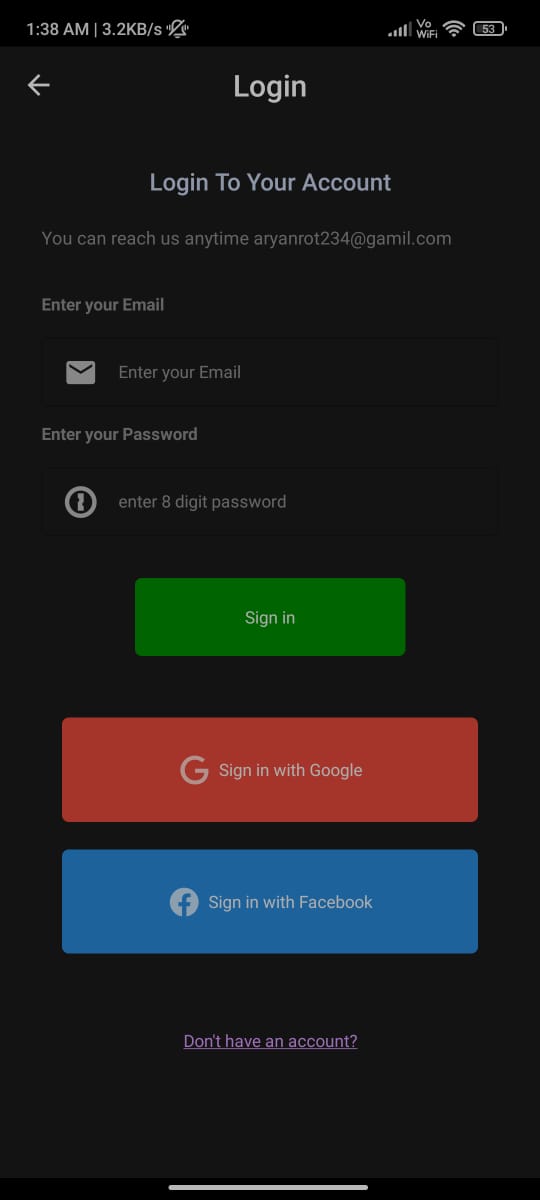 1:38 AM | 3.2KB/s Vo WiFi 53
Login
Login To Your Account
You can reach us anytime aryanrot234@gamil.com
Enter your Email
Enter your Email
Enter your Password
enter 8 digit password
Sign in
Sign in with Google
Sign in with Facebook
Don't have an account?